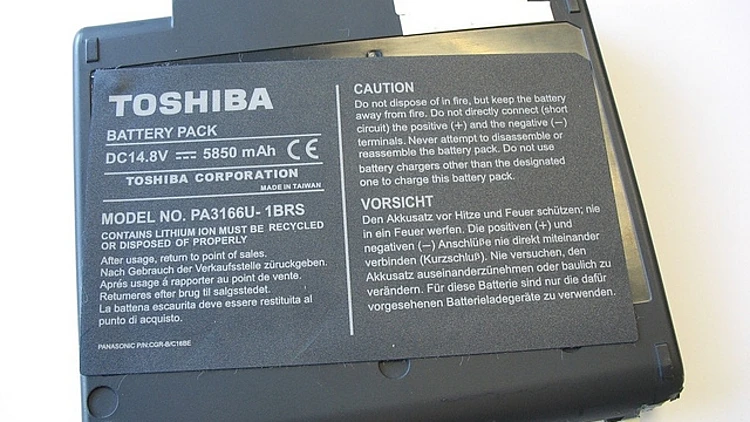 TOSHIBA
BATTERY PACK
DC14.8V ⎓ 5850 mAh CE
TOSHIBA CORPORATION
MADE IN TAIWAN
MODEL NO. PA3166U- 1BRS
CONTAINS LITHIUM ION MUST BE RECYCLED
OR DISPOSED OF PROPERLY
After usage, return to point of sales.
Nach Gebrauch der Verkaufsstelle zurückgeben.
Aprés usage á rapporter au point de vente.
Retumeres efter brug til salgsstedet.
La battena escaurita deve essere restituita al
punto di acquisto.
PANASONIC P/N:CGR-B/C16BE
CAUTION
Do not dispose of in fire, but keep the battery
away from fire. Do not directly connect (short
circuit) the positive (+) and the negative (−)
terminals. Never attempt to disassemble or
reassemble the battery pack. Do not use
battery chargers other than the designated
one to charge this battery pack.
VORSICHT
Den Akkusatz vor Hitze und Feuer schützen; nie
in ein Feuer werfen. Die positiven (+) und
negativen (−) Anschlüpe nie direkt miteinander
verbinden (Kurzschlup). Nie versuchen, den
Akkusatz auseinanderzünehmen oder baulich zu
verändern. Für diese Batterie sind nur die dafür
vorgesehenen Batterieladegeräte zu verwenden.